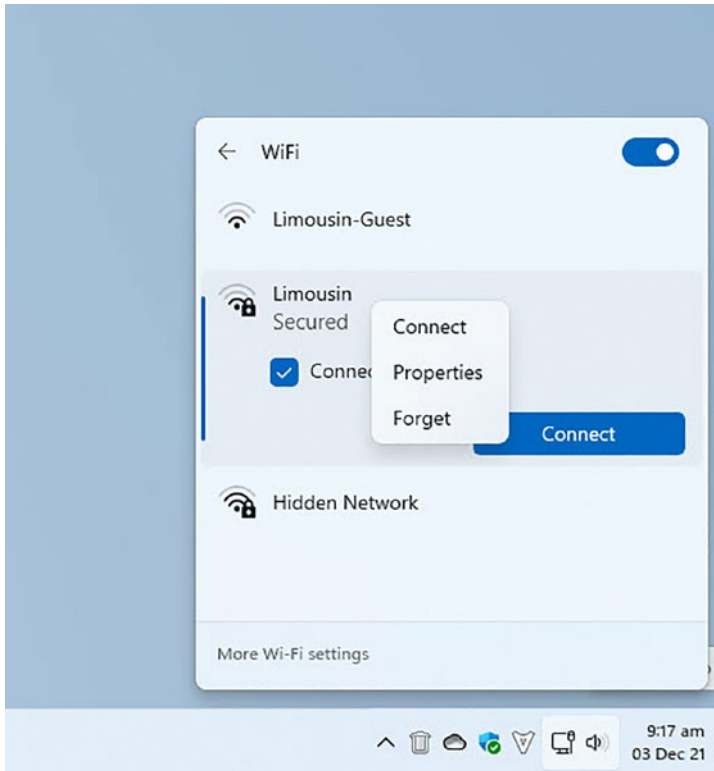 WiFi
Limousin-Guest
Limousin
Secured
Connect
Properties
Forget
Connect
Hidden Network
More Wi-Fi settings
9:17 am
03 Dec 21